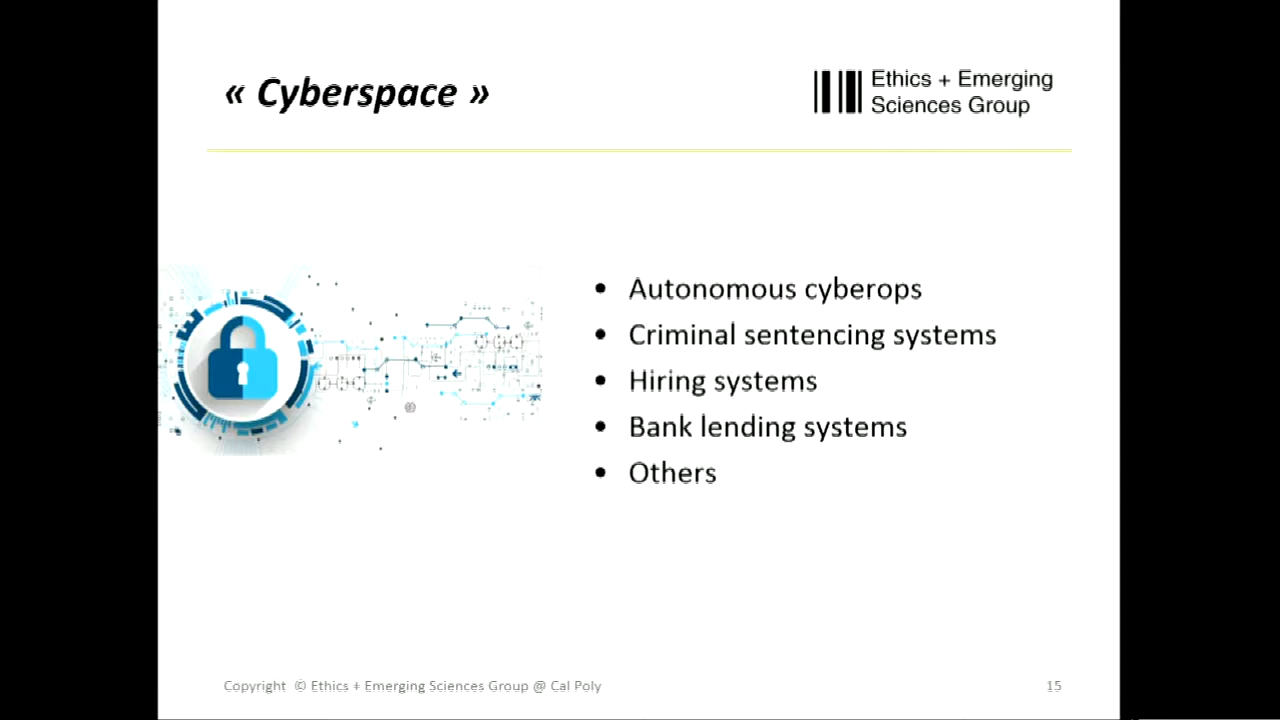 « Cyberspace »
Ethics + Emerging
Sciences Group
• Autonomous cyberops
• Criminal sentencing systems
• Hiring systems
• Bank lending systems
• Others
Copyright © Ethics + Emerging Sciences Group @ Cal Poly
15